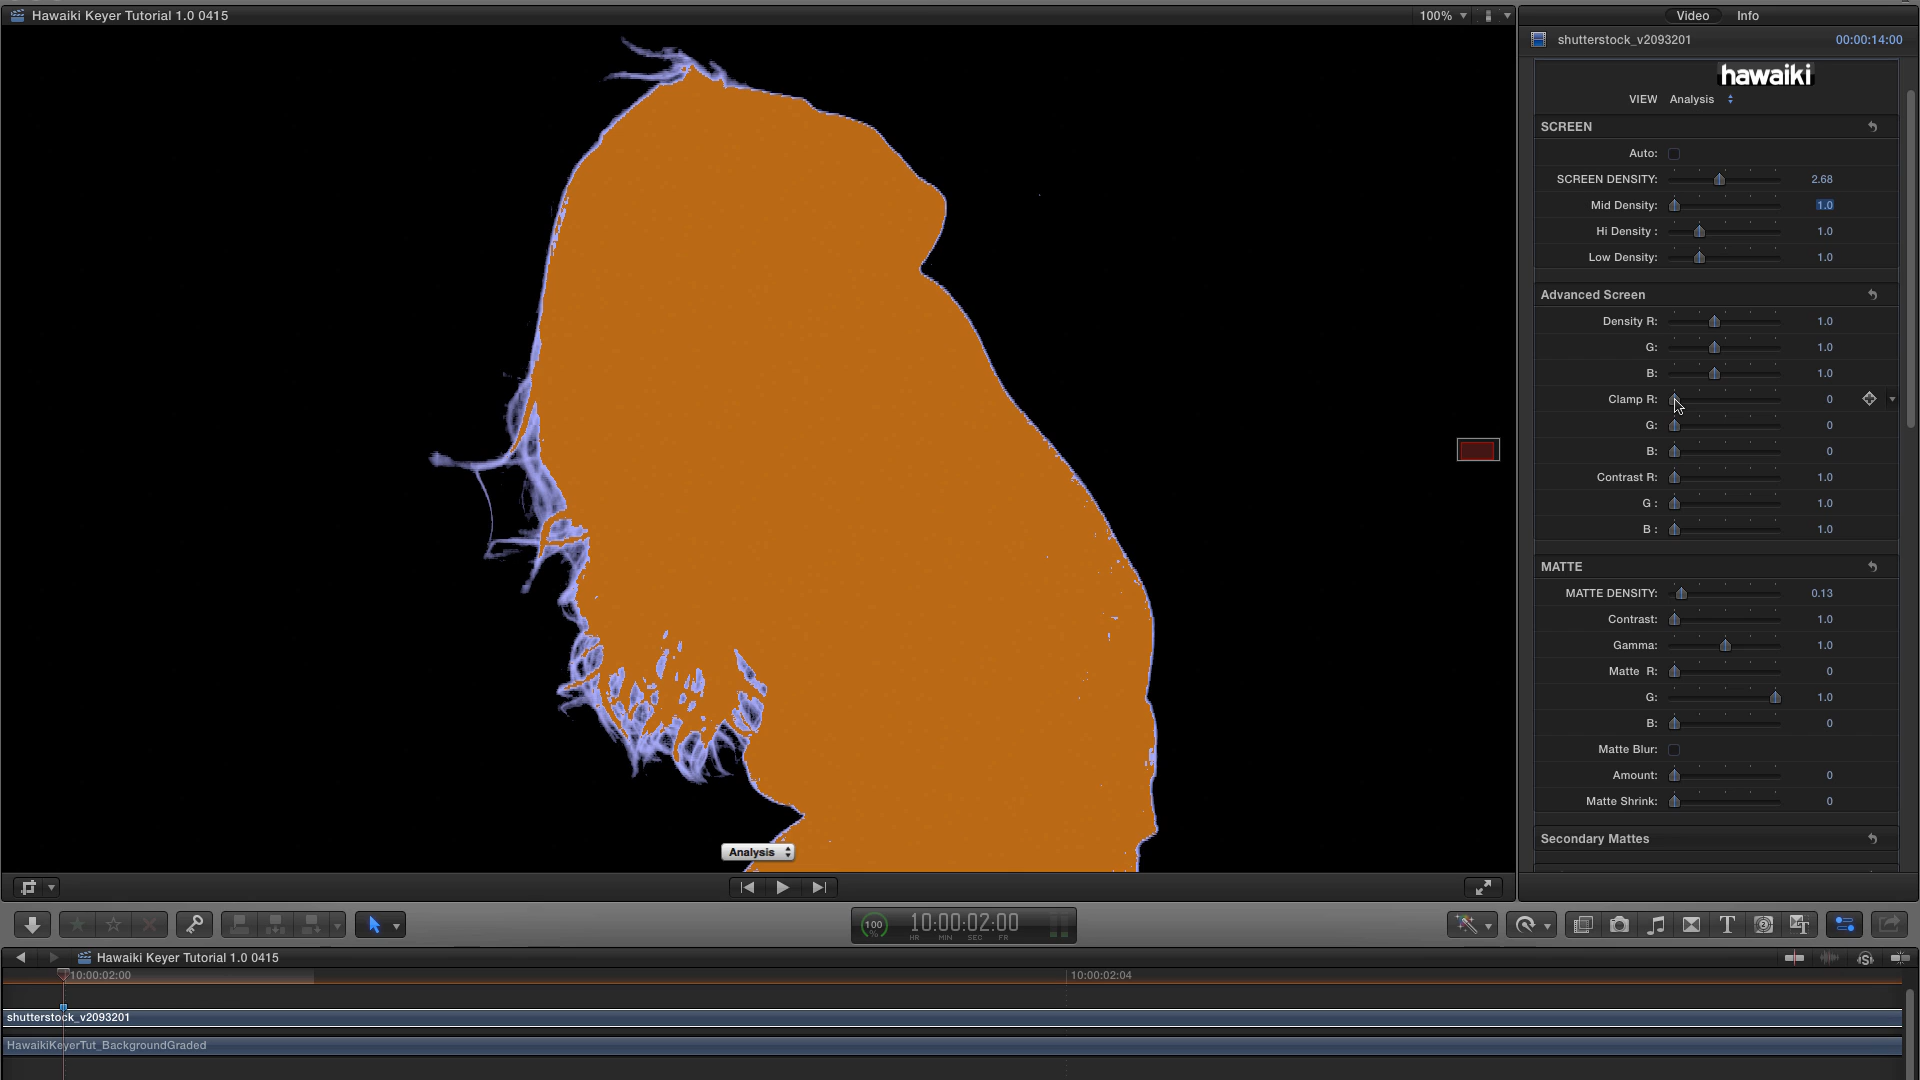 Hawaiki Keyer Tutorial 1.0 0415
100%
Video Info
shutterstock_v2093201 00:00:14:00
hawaiki
VIEW Analysis
SCREEN
Auto:
SCREEN DENSITY: 2.68
Mid Density: 1.0
Hi Density : 1.0
Low Density: 1.0
Advanced Screen
Density R: 1.0
G: 1.0
B: 1.0
Clamp R: 0
G: 0
B: 0
Contrast R: 1.0
G : 1.0
B : 1.0
MATTE
MATTE DENSITY: 0.13
Contrast: 1.0
Gamma: 1.0
Matte R: 0
G: 1.0
B: 0
Matte Blur:
Amount: 0
Matte Shrink: 0
Secondary Mattes
Analysis
100 %
10:00:02:00
HR MIN SEC FR
Hawaiki Keyer Tutorial 1.0 0415
10:00:02:00 10:00:02:04
shutterstock_v2093201
HawaikiKeyerTut_BackgroundGraded